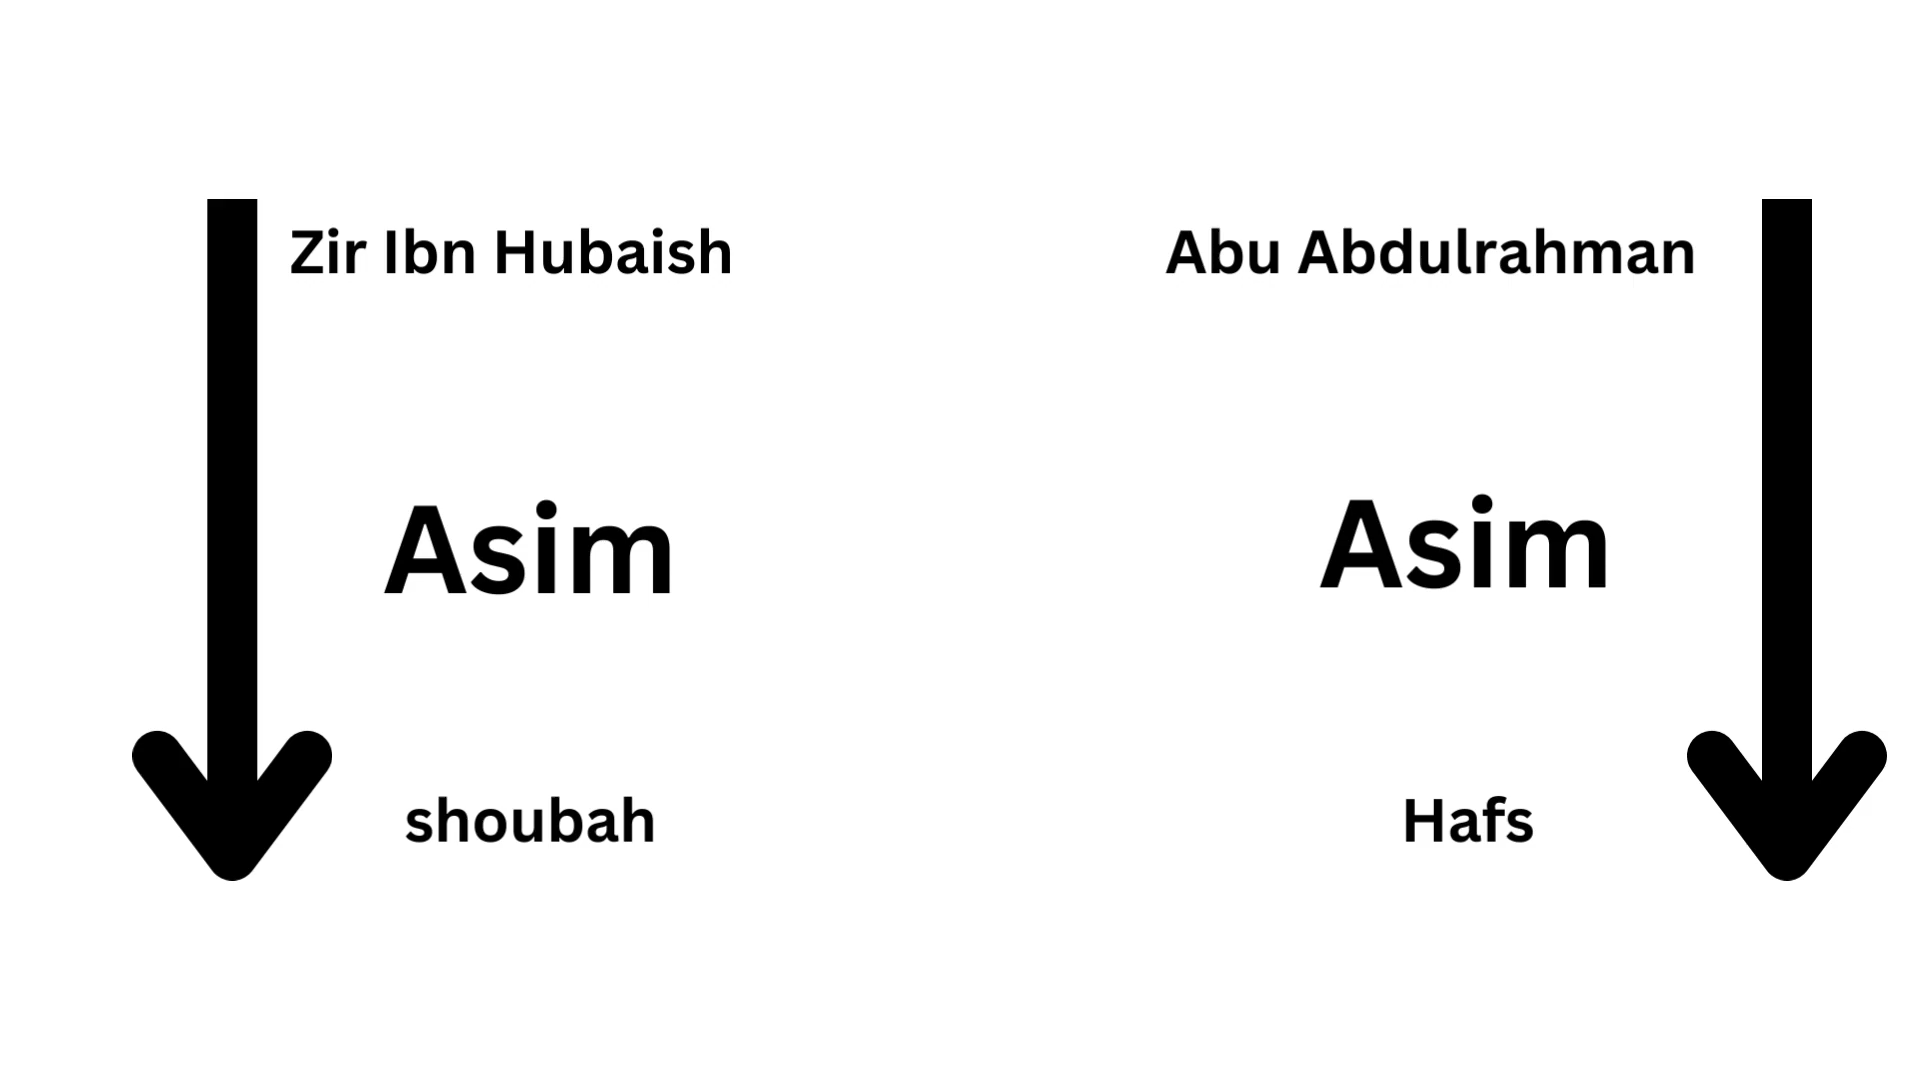 Zir Ibn Hubaish
Asim
shoubah
Abu Abdulrahman
Asim
Hafs